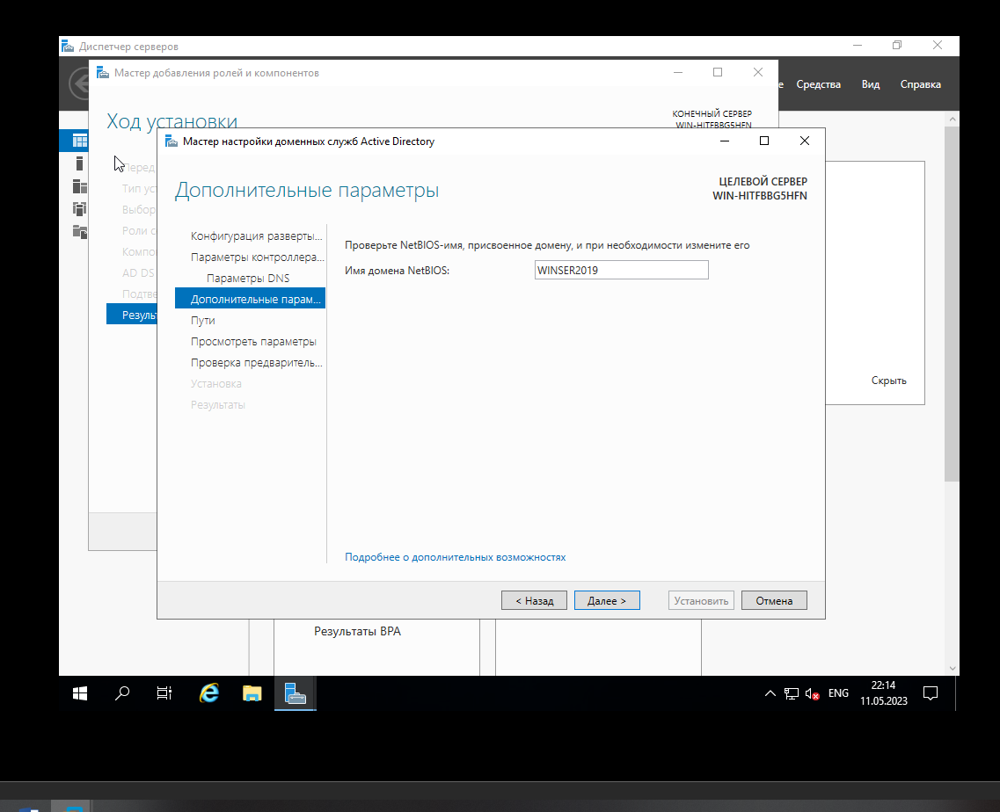 Диспетчер серверов
Мастер добавления ролей и компонентов
Средства
Вид
Справка
Ход установки
КОНЕЧНЫЙ СЕРВЕР
WIN-HITFBBG5HFN
Мастер настройки доменных служб Active Directory
Дополнительные параметры
ЦЕЛЕВОЙ СЕРВЕР
WIN-HITFBBG5HFN
Перед
Тип уст
Выбор
Роли с
Компо
AD DS
Подтве
Результ
Конфигурация разверты...
Параметры контроллера...
Параметры DNS
Дополнительные парам...
Пути
Просмотреть параметры
Проверка предваритель...
Установка
Результаты
Проверьте NetBIOS-имя, присвоенное домену, и при необходимости измените его
Имя домена NetBIOS:
WINSER2019
Скрыть
Подробнее о дополнительных возможностях
< Назад
Далее >
Установить
Отмена
Результаты BPA
ENG
22:14
11.05.2023